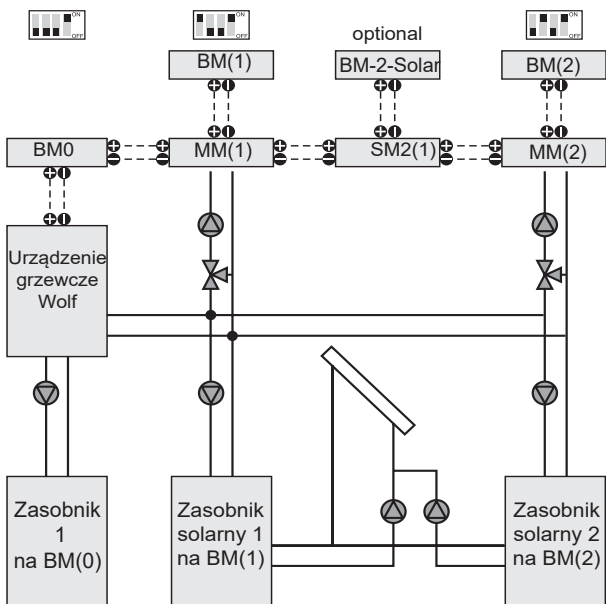 ON
OFF
ON
OFF
ON
OFF
optional
BM(1)
BM-2-Solar
BM(2)
BM0
MM(1)
SM2(1)
MM(2)
Urządzenie
grzewcze
Wolf
Zasobnik
1
na BM(0)
Zasobnik
solarny 1
na BM(1)
Zasobnik
solarny 2
na BM(2)